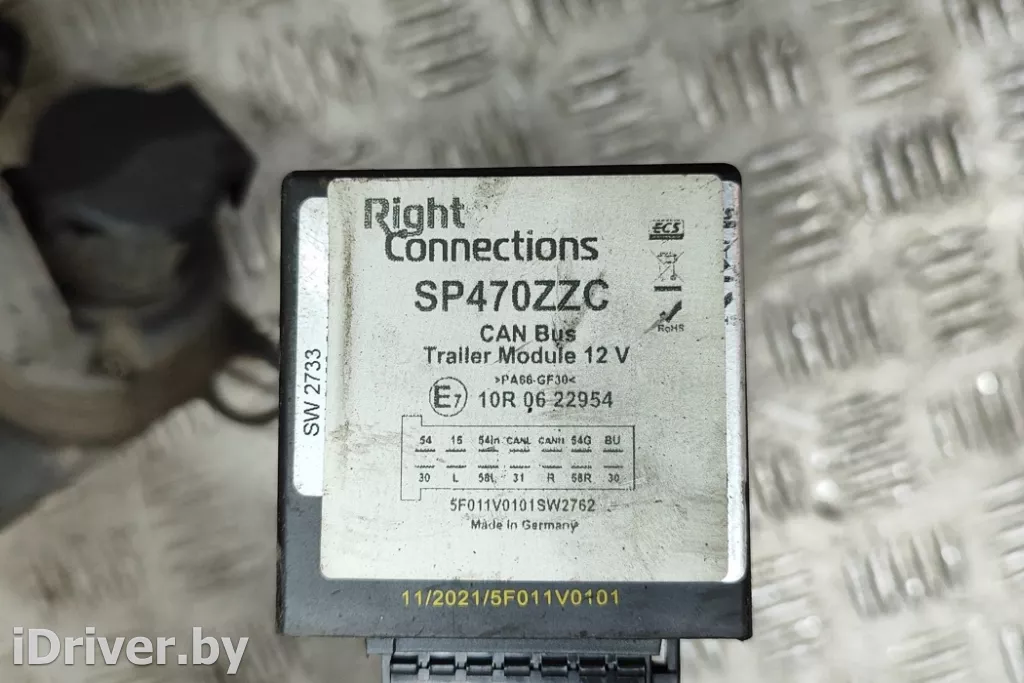 Right
Connections
ECS
SP470ZZC
CAN Bus
Trailer Module 12 V
>PA66-GF30<
RoHS
E7 10R 06 22954
54 15 54in CANL CANH 54G BU
30 L 58L 31 R 58R 30
5F011V0101SW2762
Made in Germany
SW 2733
11/2021/5F011V0101
iDriver.by